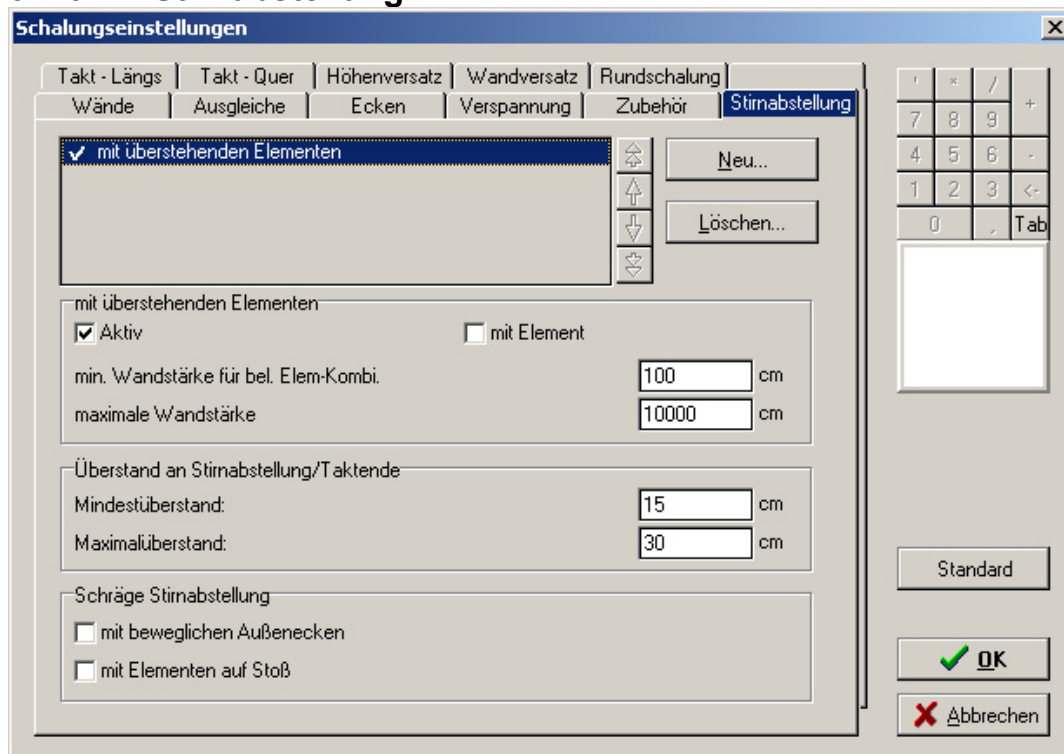 Schalungseinstellungen
Takt - Längs Takt - Quer Höhenversatz Wandversatz Rundschalung
Wände Ausgleiche Ecken Verspannung Zubehör Stirnabstellung
mit überstehenden Elementen
Neu...
Löschen...
mit überstehenden Elementen
Aktiv mit Element
min. Wandstärke für bel. Elem-Kombi. 100 cm
maximale Wandstärke 10000 cm
Überstand an Stirnabstellung/Taktende
Mindestüberstand: 15 cm
Maximalüberstand: 30 cm
Schräge Stirnabstellung
mit beweglichen Außenecken
mit Elementen auf Stoß
' * / +
7 8 9
4 5 6 -
1 2 3 <-
0 , Tab
Standard
OK
Abbrechen